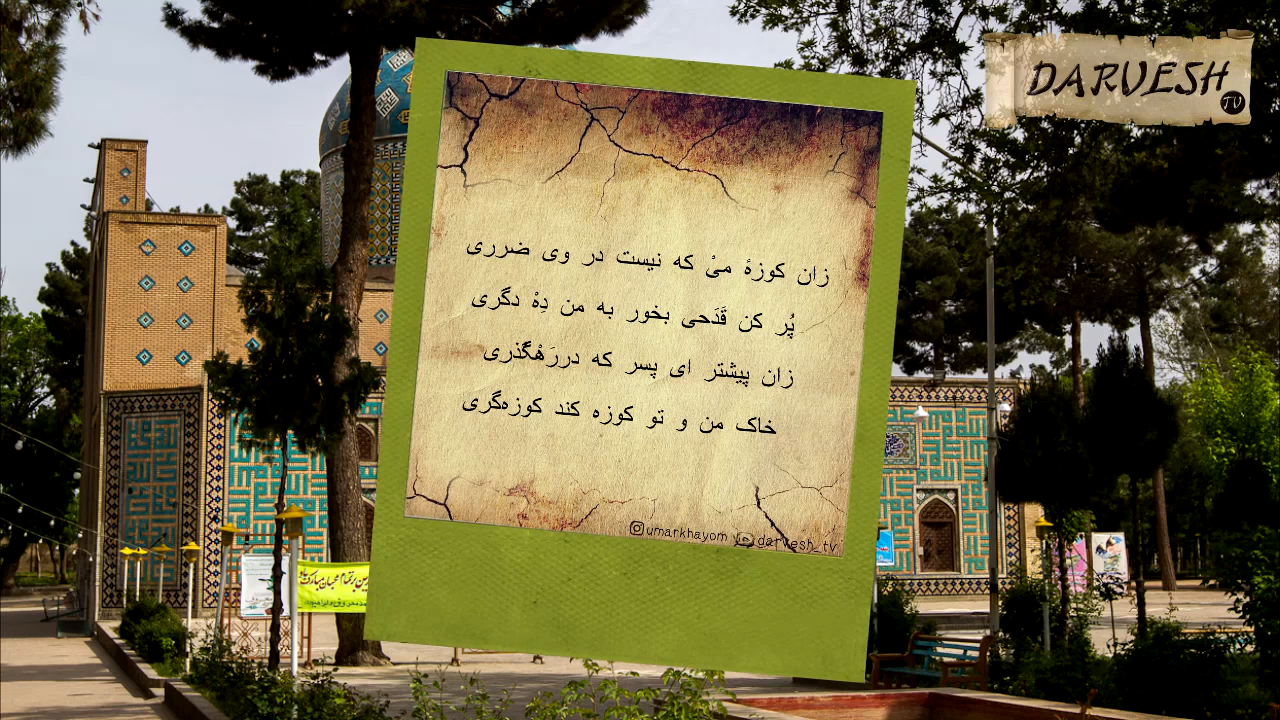 DARVESH
TV
زان کوزهٔ میْ که نیست در وی ضرری
پُر کن قَدَحی بخور به من دِهْ دگری
زان پیشتر ای پسر که دررَهْگذری
خاک من و تو کوزه کند کوزه‌گری
umarkhayom
darvesh_tv